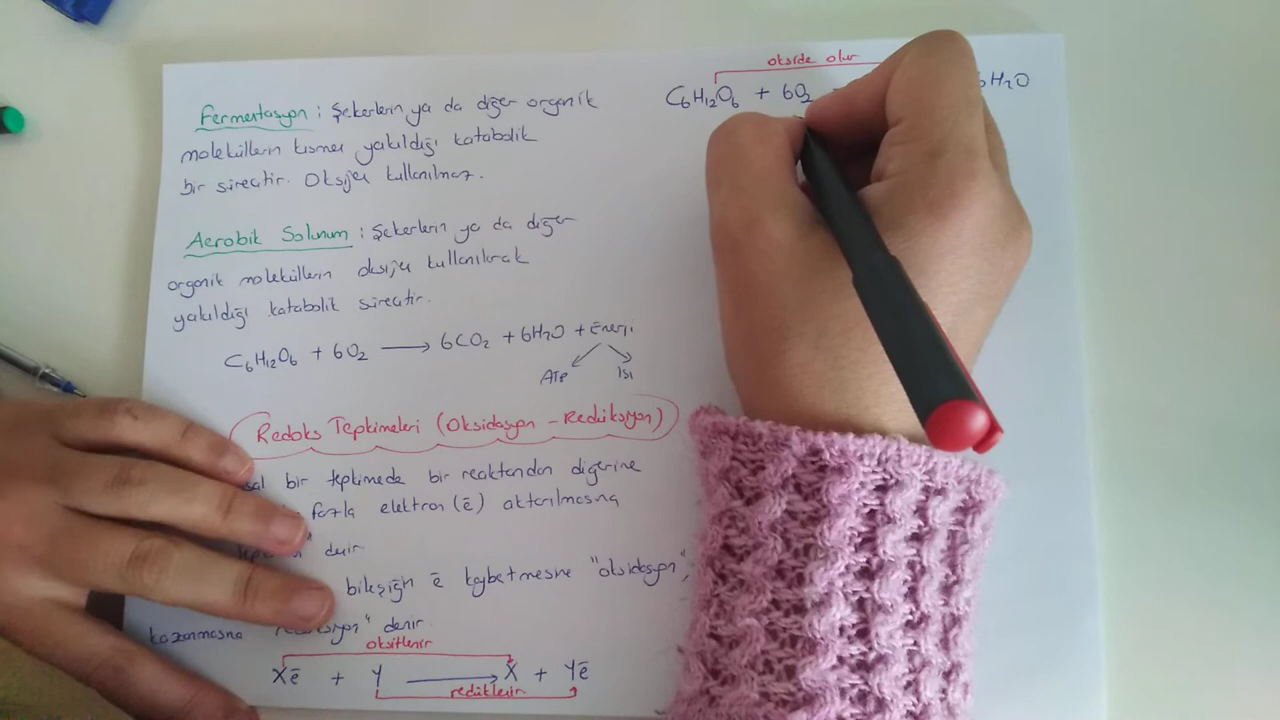 Fermentasyon : Şekerlerin ya da diğer organik
moleküllerin kısmen yakıldığı katabolik
bir süreçtir. Oksijen kullanılmaz.
Aerobik Solunum : Şekerlerin ya da diğer
organik moleküllerin oksijen kullanılarak
yakıldığı katabolik süreçtir.
C₆H₁₂O₆ + 6O₂ → 6CO₂ + 6H₂O + Enerji
ATP Isı
Redoks Tepkimeleri (Oksidasyon - Redüksiyon)
bir tepkimede bir reaktandan diğerine
fazla elektron (ē) aktarılmasına
denir.
bileşiğin ē kaybetmesine "oksidasyon",
kazanmasına denir.
oksitlenir
Xē + Y → X + Yē
redüklenir
okside olur
C₆H₁₂O₆ + 6O₂ 6H₂O